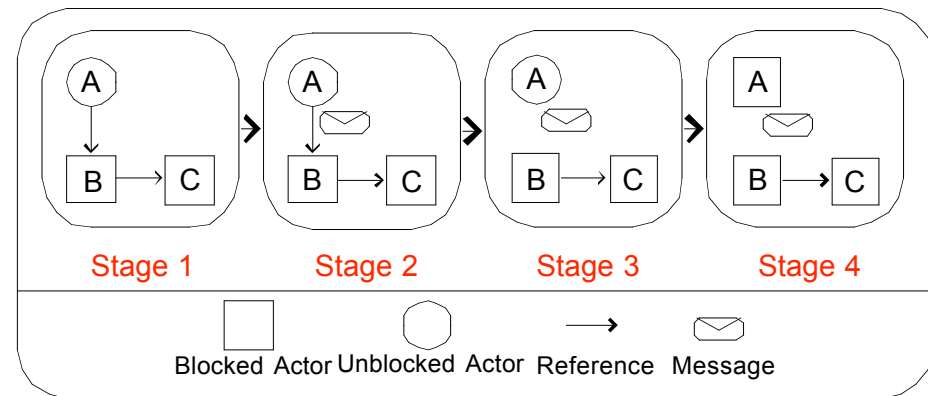 A A A A
B C B C B C B C
Stage 1 Stage 2 Stage 3 Stage 4
Blocked Actor Unblocked Actor Reference Message